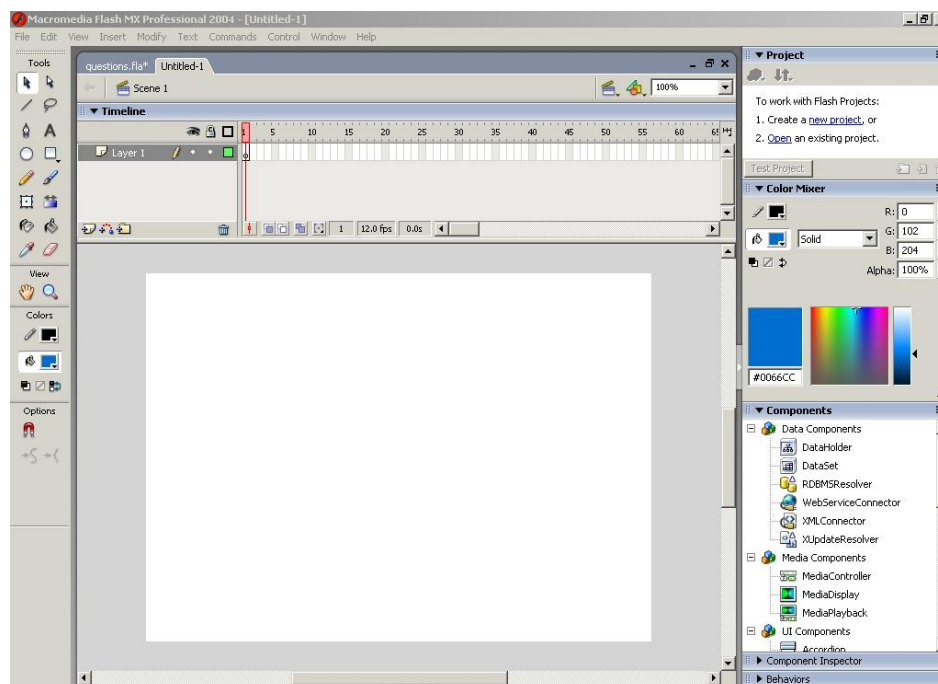 Macromedia Flash MX Professional 2004 - [Untitled-1]
File Edit View Insert Modify Text Commands Control Window Help
Tools
View
Colors
Options
questions.fla* Untitled-1
Scene 1
100%
Timeline
1 5 10 15 20 25 30 35 40 45 50 55 60 65
Layer 1
1 12.0 fps 0.0s
Project
To work with Flash Projects:
1. Create a new project, or
2. Open an existing project.
Test Project
Color Mixer
R: 0
Solid
G: 102
B: 204
Alpha: 100%
#0066CC
Components
Data Components
DataHolder
DataSet
RDBMSResolver
WebServiceConnector
XMLConnector
XUpdateResolver
Media Components
MediaController
MediaDisplay
MediaPlayback
UI Components
Accordion
Component Inspector
Behaviors